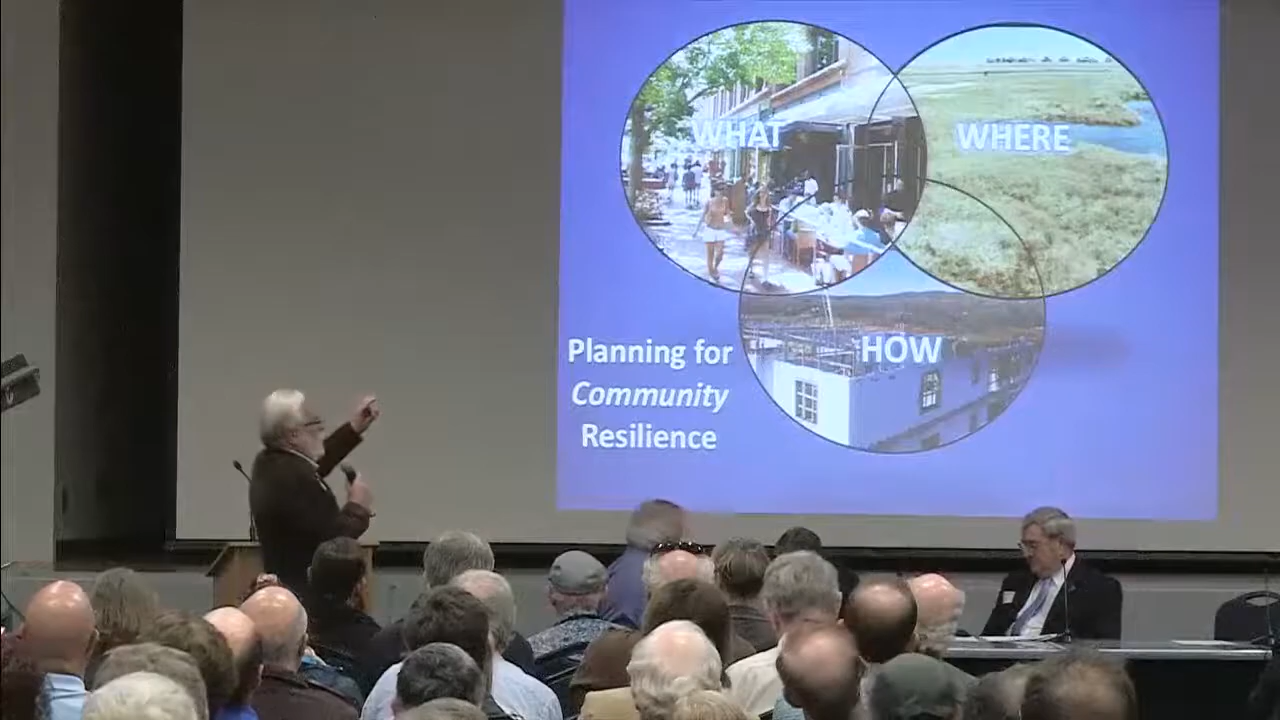 WHAT
WHERE
HOW
Planning for
Community
Resilience